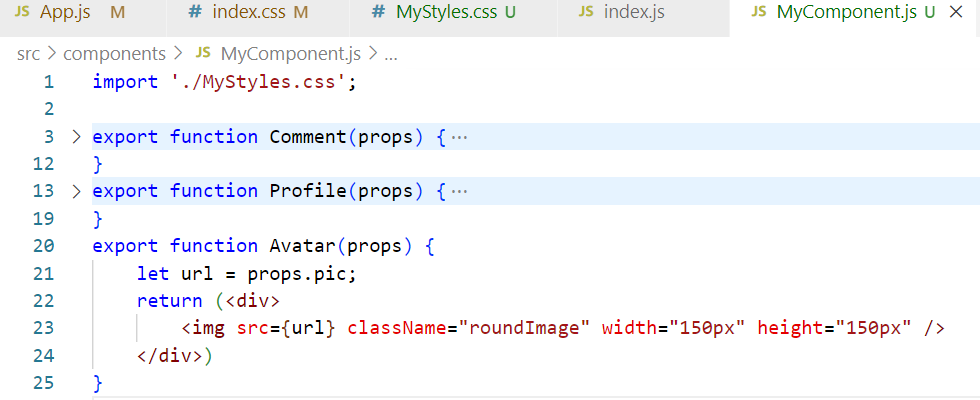 JS App.js M # index.css M # MyStyles.css U JS index.js JS MyComponent.js U ×
src > components > JS MyComponent.js > ...
1 import './MyStyles.css';
2
3 > export function Comment(props) { ⋯
12 }
13 > export function Profile(props) { ⋯
19 }
20 export function Avatar(props) {
21 let url = props.pic;
22 return (<div>
23 <img src={url} className="roundImage" width="150px" height="150px" />
24 </div>)
25 }